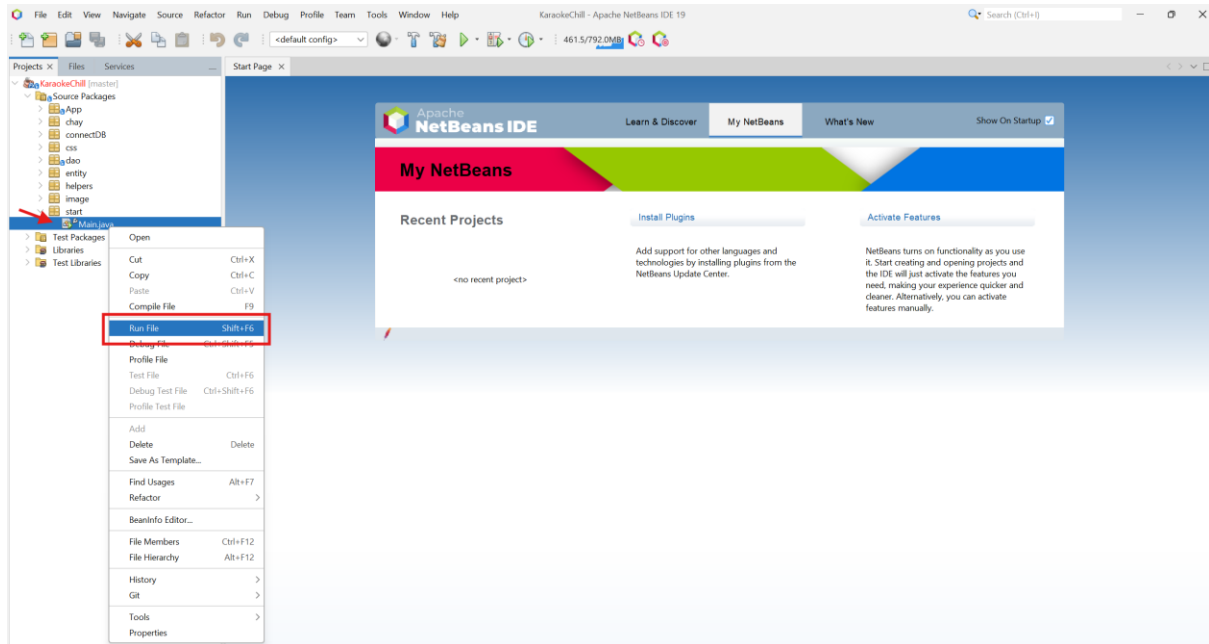 File Edit View Navigate Source Refactor Run Debug Profile Team Tools Window Help KaraokeChill - Apache NetBeans IDE 19 Search (Ctrl+I)
<default config> 461.5/792.0MB
Projects Files Services
Start Page
KaraokeChill [master]
Source Packages
App
chay
connectDB
css
dao
entity
helpers
image
start
Main.java
Test Packages
Libraries
Test Libraries
Open
Cut Ctrl+X
Copy Ctrl+C
Paste Ctrl+V
Compile File F9
Run File Shift+F6
Debug File Ctrl+Shift+F5
Profile File
Test File Ctrl+F6
Debug Test File Ctrl+Shift+F6
Profile Test File
Add
Delete Delete
Save As Template...
Find Usages Alt+F7
Refactor
BeanInfo Editor...
File Members Ctrl+F12
File Hierarchy Alt+F12
History
Git
Tools
Properties
Apache
NetBeans IDE
Learn & Discover My NetBeans What's New Show On Startup
My NetBeans
Recent Projects
<no recent project>
Install Plugins
Add support for other languages and
technologies by installing plugins from the
NetBeans Update Center.
Activate Features
NetBeans turns on functionality as you use
it. Start creating and opening projects and
the IDE will just activate the features you
need, making your experience quicker and
cleaner. Alternatively, you can activate
features manually.